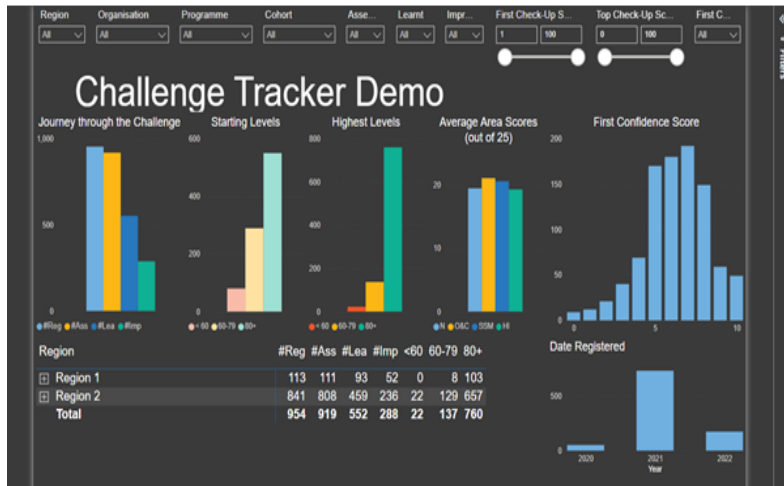 Region Organisation Programme Cohort Asse... Learnt Impr... First Check-Up S... Top Check-Up Sc... First C...
All All All All All All All 1 100 0 100 All
Filters
Challenge Tracker Demo
Journey through the Challenge
1,000
500
0
#Reg #Ass #Lea #Imp
Starting Levels
600
400
200
0
< 60 60-79 80+
Highest Levels
800
600
400
200
0
< 60 60-79 80+
Average Area Scores
(out of 25)
20
10
0
N O&C SSM HI
First Confidence Score
200
150
100
50
0
0 5 10
Region #Reg #Ass #Lea #Imp <60 60-79 80+
Region 1 113 111 93 52 0 8 103
Region 2 841 808 459 236 22 129 657
Total 954 919 552 288 22 137 760
Date Registered
500
0
2020 2021 2022
Year